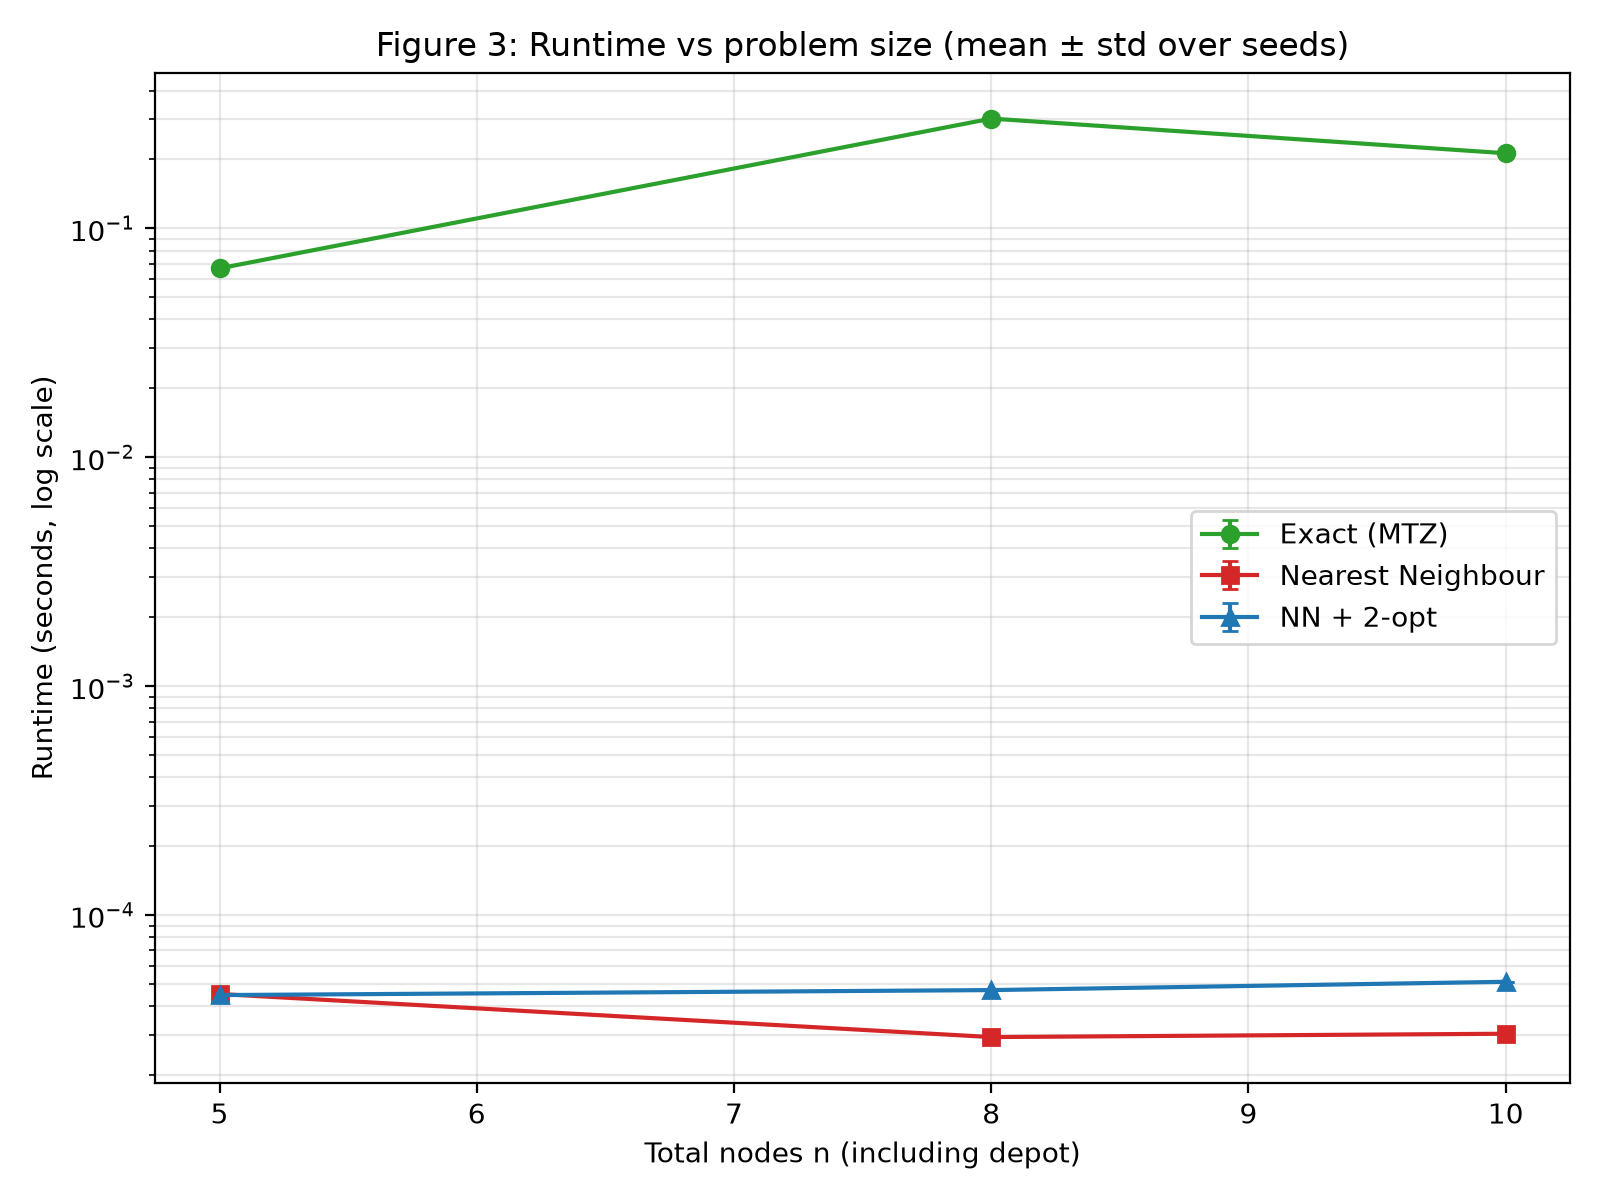 Figure 3: Runtime vs problem size (mean ± std over seeds)
Runtime (seconds, log scale)
10⁻¹
10⁻²
10⁻³
10⁻⁴
Exact (MTZ)
Nearest Neighbour
NN + 2-opt
5 6 7 8 9 10
Total nodes n (including depot)